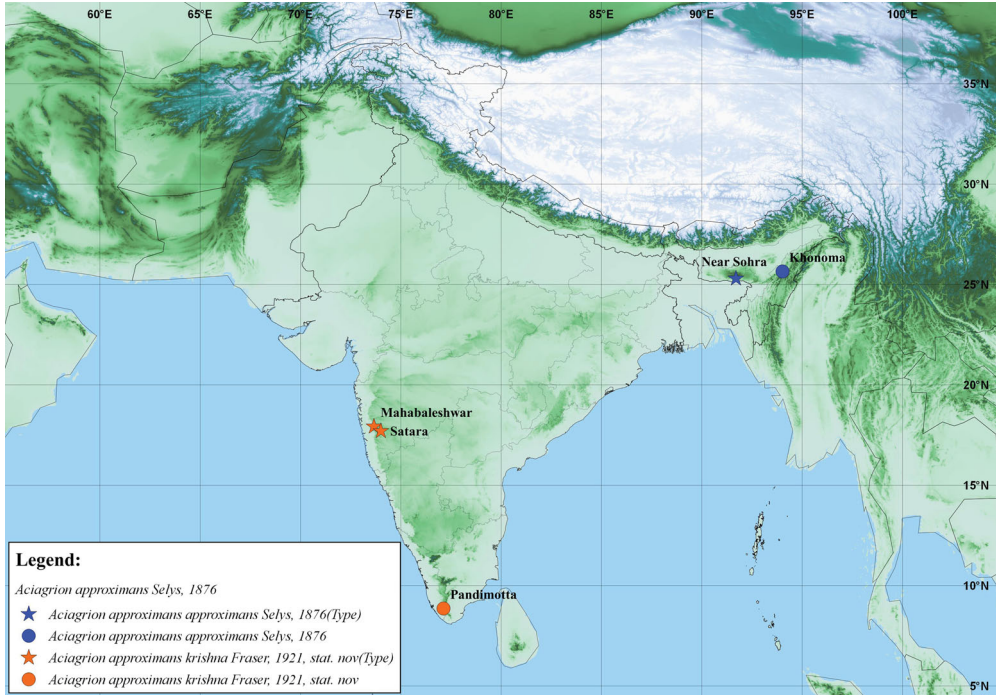 60°E 65°E 70°E 75°E 80°E 85°E 90°E 95°E 100°E
35°N
30°N
Near Sohra Khonoma
25°N
20°N
Mahabaleshwar
Satara
15°N
Legend:
Aciagrion approximans Selys, 1876
Aciagrion approximans approximans Selys, 1876(Type)
Aciagrion approximans approximans Selys, 1876
Aciagrion approximans krishna Fraser, 1921, stat. nov(Type)
Aciagrion approximans krishna Fraser, 1921, stat. nov
10°N
Pandimotta
5°N